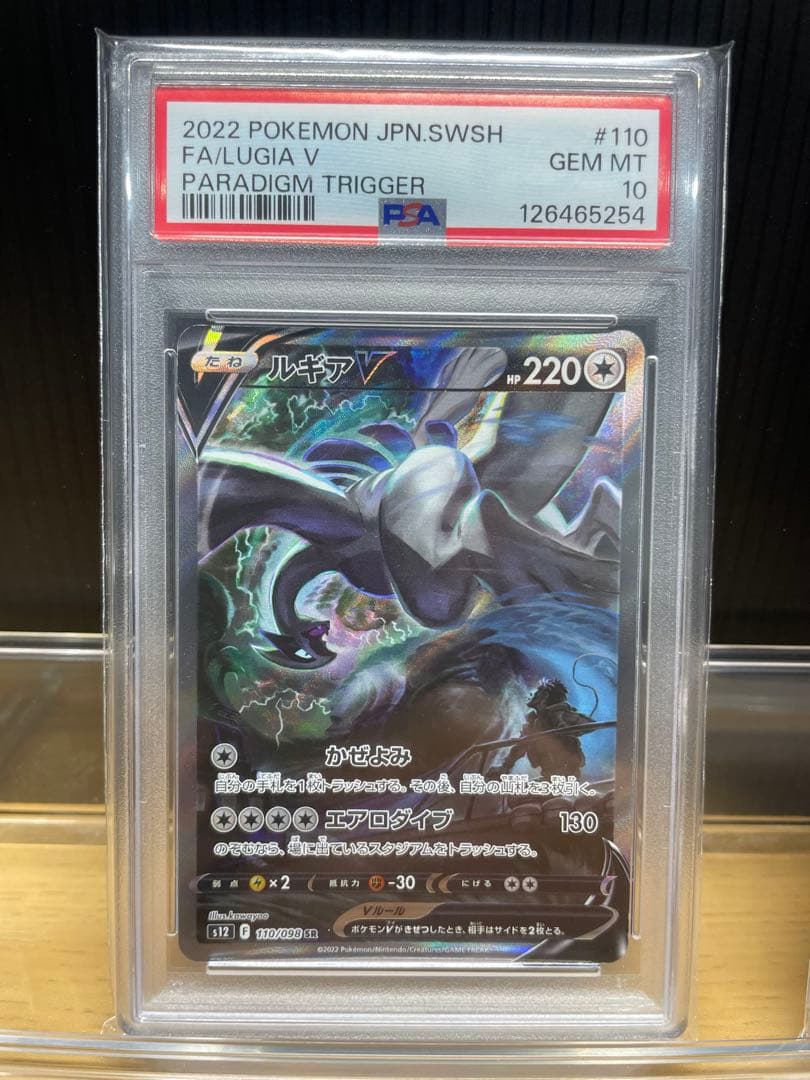 2022 POKEMON JPN.SWSH #110
FA/LUGIA V GEM MT
PARADIGM TRIGGER 10
PSA 126465254
たね ルギアV HP 220
かぜよみ
自分の手札を1枚トラッシュする。その後、自分の山札を3枚引く。
エアロダイブ 130
のぞむなら、場に出ているスタジアムをトラッシュする。
弱点 ×2 抵抗力 -30 にげる
Vルール
ポケモンVがきぜつしたとき、相手はサイドを2枚とる。
Illus.kawayoo
s12 F 110/098 SR
©2022 Pokémon/Nintendo/Creatures/GAME FREAK